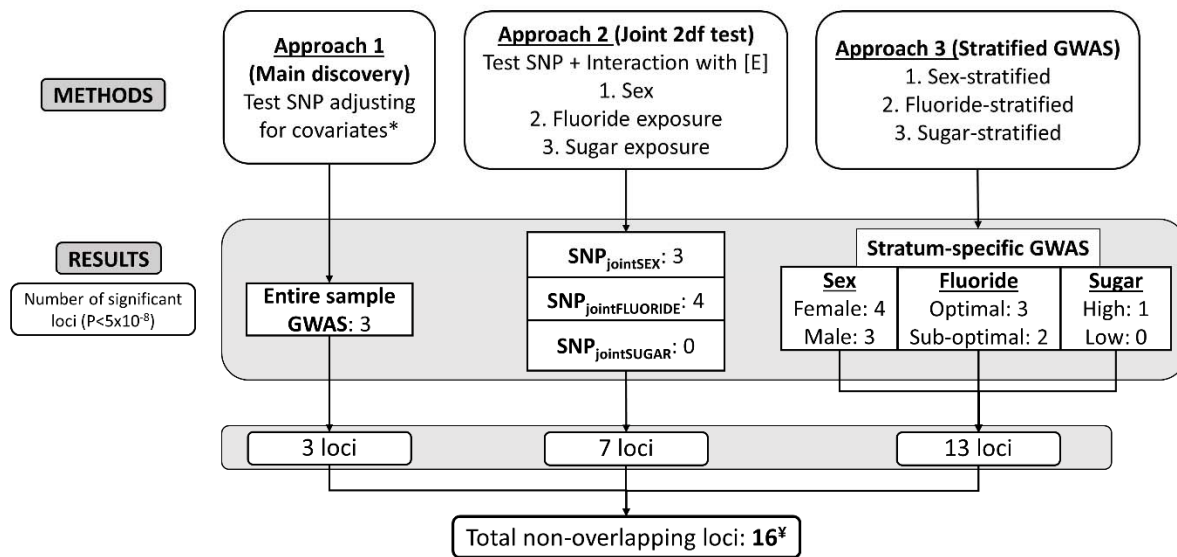 METHODS
Approach 1
(Main discovery)
Test SNP adjusting
for covariates*
Approach 2 (Joint 2df test)
Test SNP + Interaction with [E]
1. Sex
2. Fluoride exposure
3. Sugar exposure
Approach 3 (Stratified GWAS)
1. Sex-stratified
2. Fluoride-stratified
3. Sugar-stratified
RESULTS
Number of significant
loci (P<5x10-8)
Entire sample
GWAS: 3
SNPjointSEX: 3
SNPjointFLUORIDE: 4
SNPjointSUGAR: 0
Stratum-specific GWAS
Sex
Female: 4
Male: 3
Fluoride
Optimal: 3
Sub-optimal: 2
Sugar
High: 1
Low: 0
3 loci
7 loci
13 loci
Total non-overlapping loci: 16¥